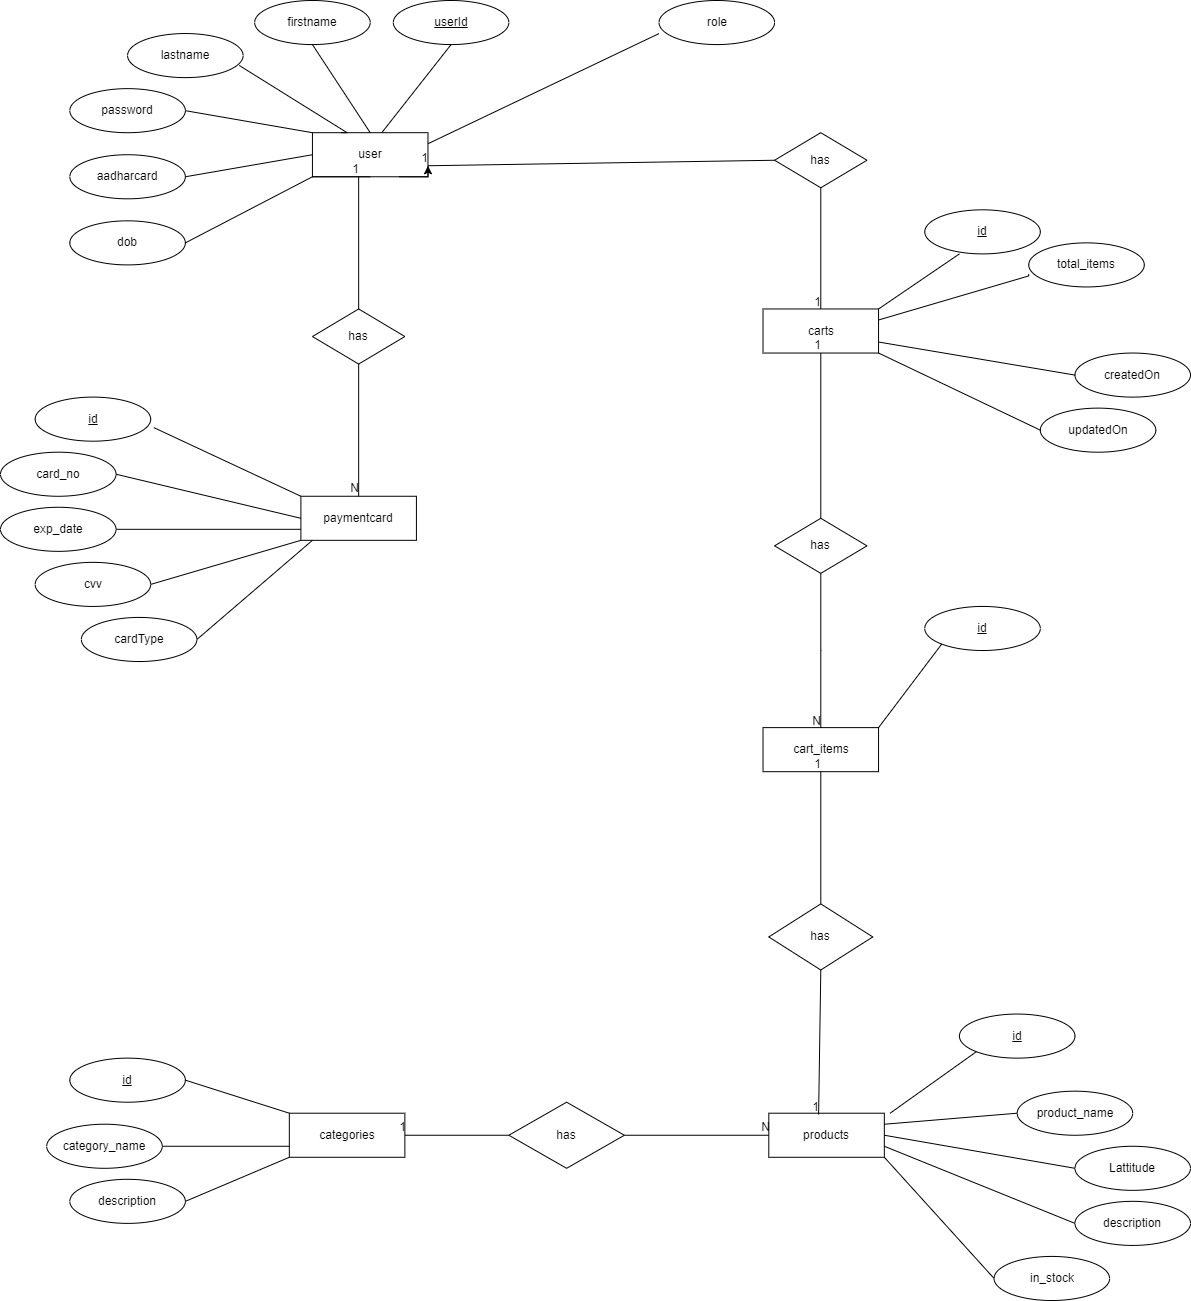 firstname
userId
role
lastname
password
user
1
1
has
aadharcard
dob
id
total_items
1
carts
1
has
createdOn
id
updatedOn
card_no
N
paymentcard
exp_date
has
cvv
cardType
id
N
cart_items
1
has
id
id
1
product_name
categories
1
has
N
products
category_name
Lattitude
description
description
in_stock